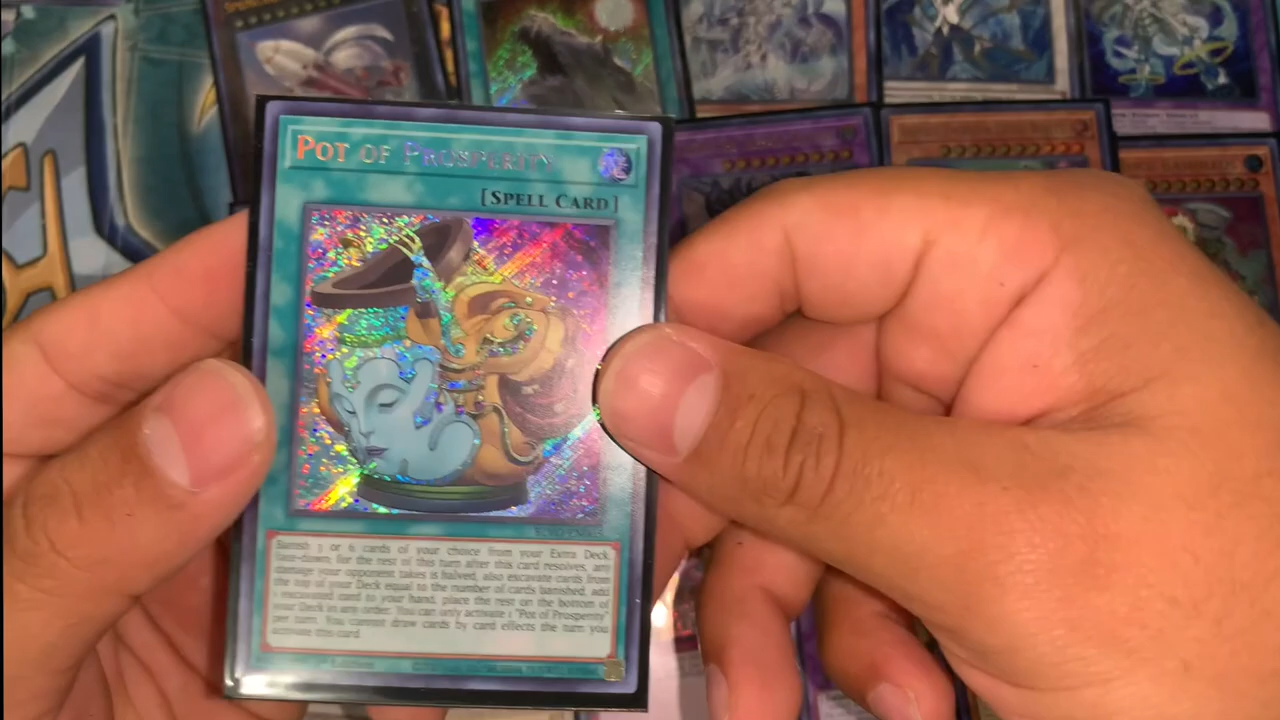 POT OF PROSPERITY
[SPELL CARD]
Banish 3 or 6 cards of your choice from your Extra Deck,
face-down; for the rest of this turn after this card resolves, any
damage your opponent takes is halved, also excavate cards from
the top of your Deck equal to the number of cards banished, add
1 excavated card to your hand, place the rest on the bottom of
your Deck in any order. You can only activate 1 "Pot of Prosperity"
per turn. You cannot draw cards by card effects the turn you
activate this card.
Edition